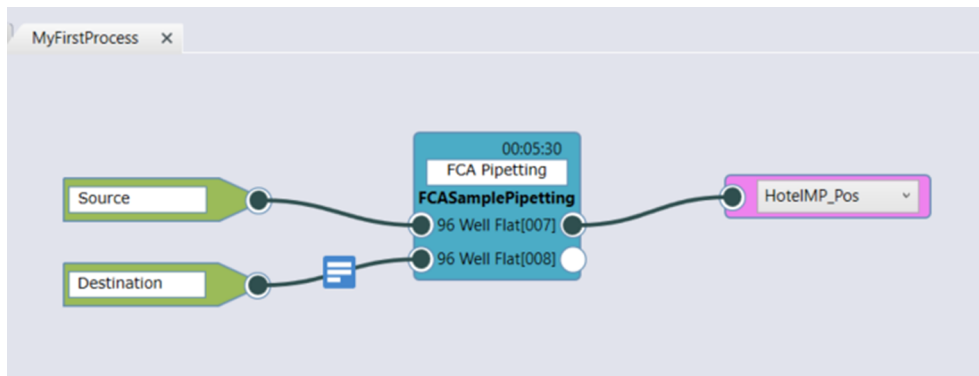 MyFirstProcess
00:05:30
FCA Pipetting
FCASamplePipetting
Source
96 Well Flat[007]
HotelMP_Pos
96 Well Flat[008]
Destination